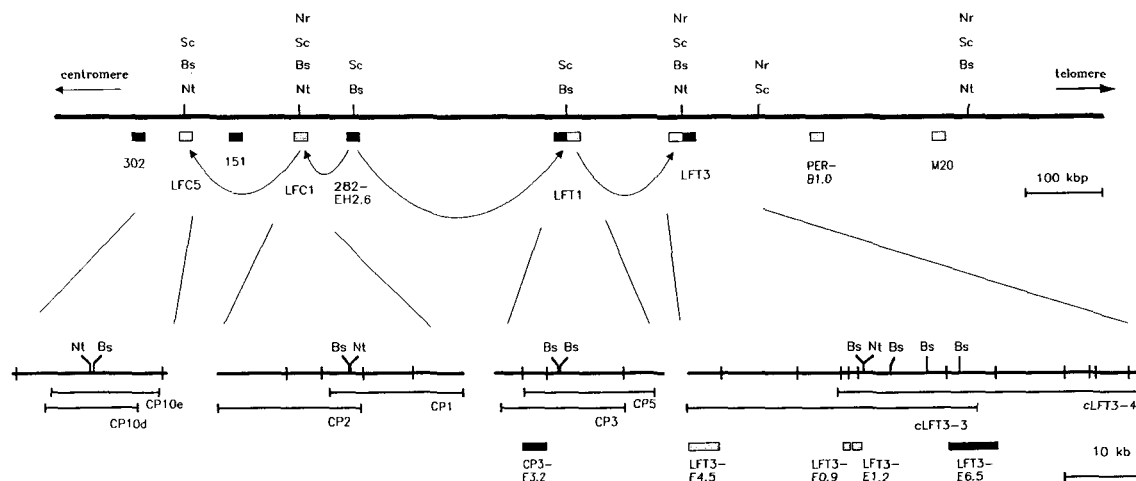 Nr Nr Nr
Sc Sc Sc Sc
Bs Bs Sc Sc Bs Nr Bs
centromere Nt Nt Bs Bs Nt Sc Nt telomere
302 LFC5 151 LFC1 282-
EH2.6 LFT1 LFT3 PER-
B1.0 M20
100 kbp
Nt Bs Bs Nt Bs Bs Bs Nt Bs Bs Bs
CP10e CP1 CP5 cLFT3-4
CP10d CP2 CP3 cLFT3-3
CP3-
E3.2 LFT3-
E4.5 LFT3-
E0.9 LFT3-
E1.2 LFT3-
E6.5
10 kb